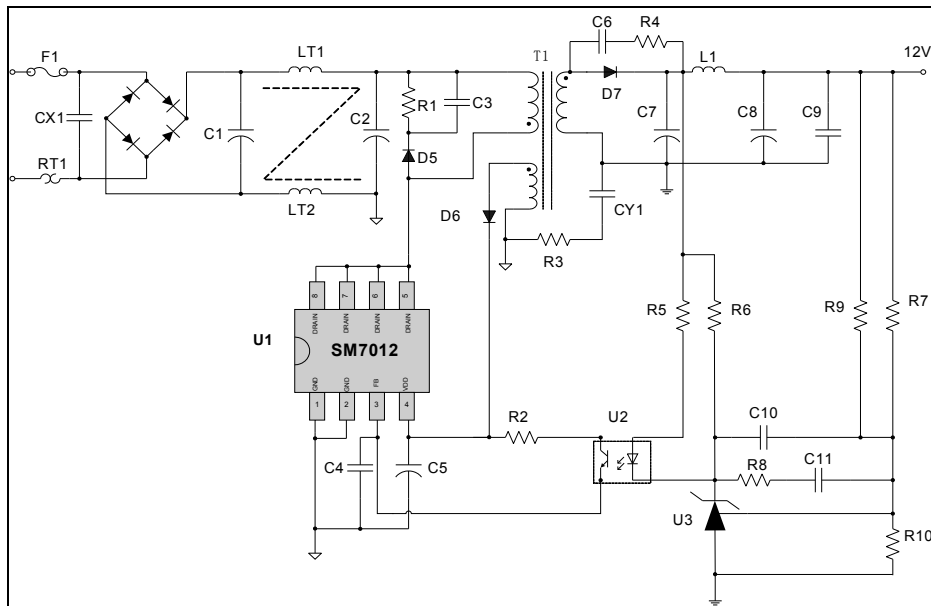 C6
R4
F1
LT1
T1
L1
12V
D7
CX1
C1
C2
R1
C3
C7
C8
C9
RT1
D5
LT2
D6
CY1
R3
R5
R6
R9
R7
8
7
6
5
DRAIN
DRAIN
DRAIN
DRAIN
U1
SM7012
GND
GND
FB
VDD
1
2
3
4
R2
U2
C10
C4
C5
R8
C11
U3
R10